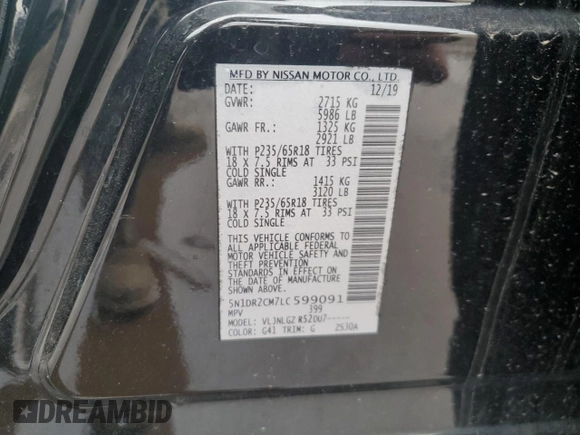 MFD BY NISSAN MOTOR CO., LTD.
DATE: 12/19
GVWR: 2715 KG
5986 LB
GAWR FR.: 1325 KG
2921 LB
WITH P235/65R18 TIRES
18 X 7.5 RIMS AT 33 PSI
COLD SINGLE
GAWR RR.: 1415 KG
3120 LB
WITH P235/65R18 TIRES
18 X 7.5 RIMS AT 33 PSI
COLD SINGLE
THIS VEHICLE CONFORMS TO
ALL APPLICABLE FEDERAL
MOTOR VEHICLE SAFETY AND
THEFT PREVENTION
STANDARDS IN EFFECT ON
THE DATE OF MANUFACTURE
SHOWN ABOVE.
5N1DR2CM7LC599091
MPV 399
MODEL: VLJNLGZ R52DU7-----
COLOR: G41 TRIM: G ZSJQA
DREAMBID